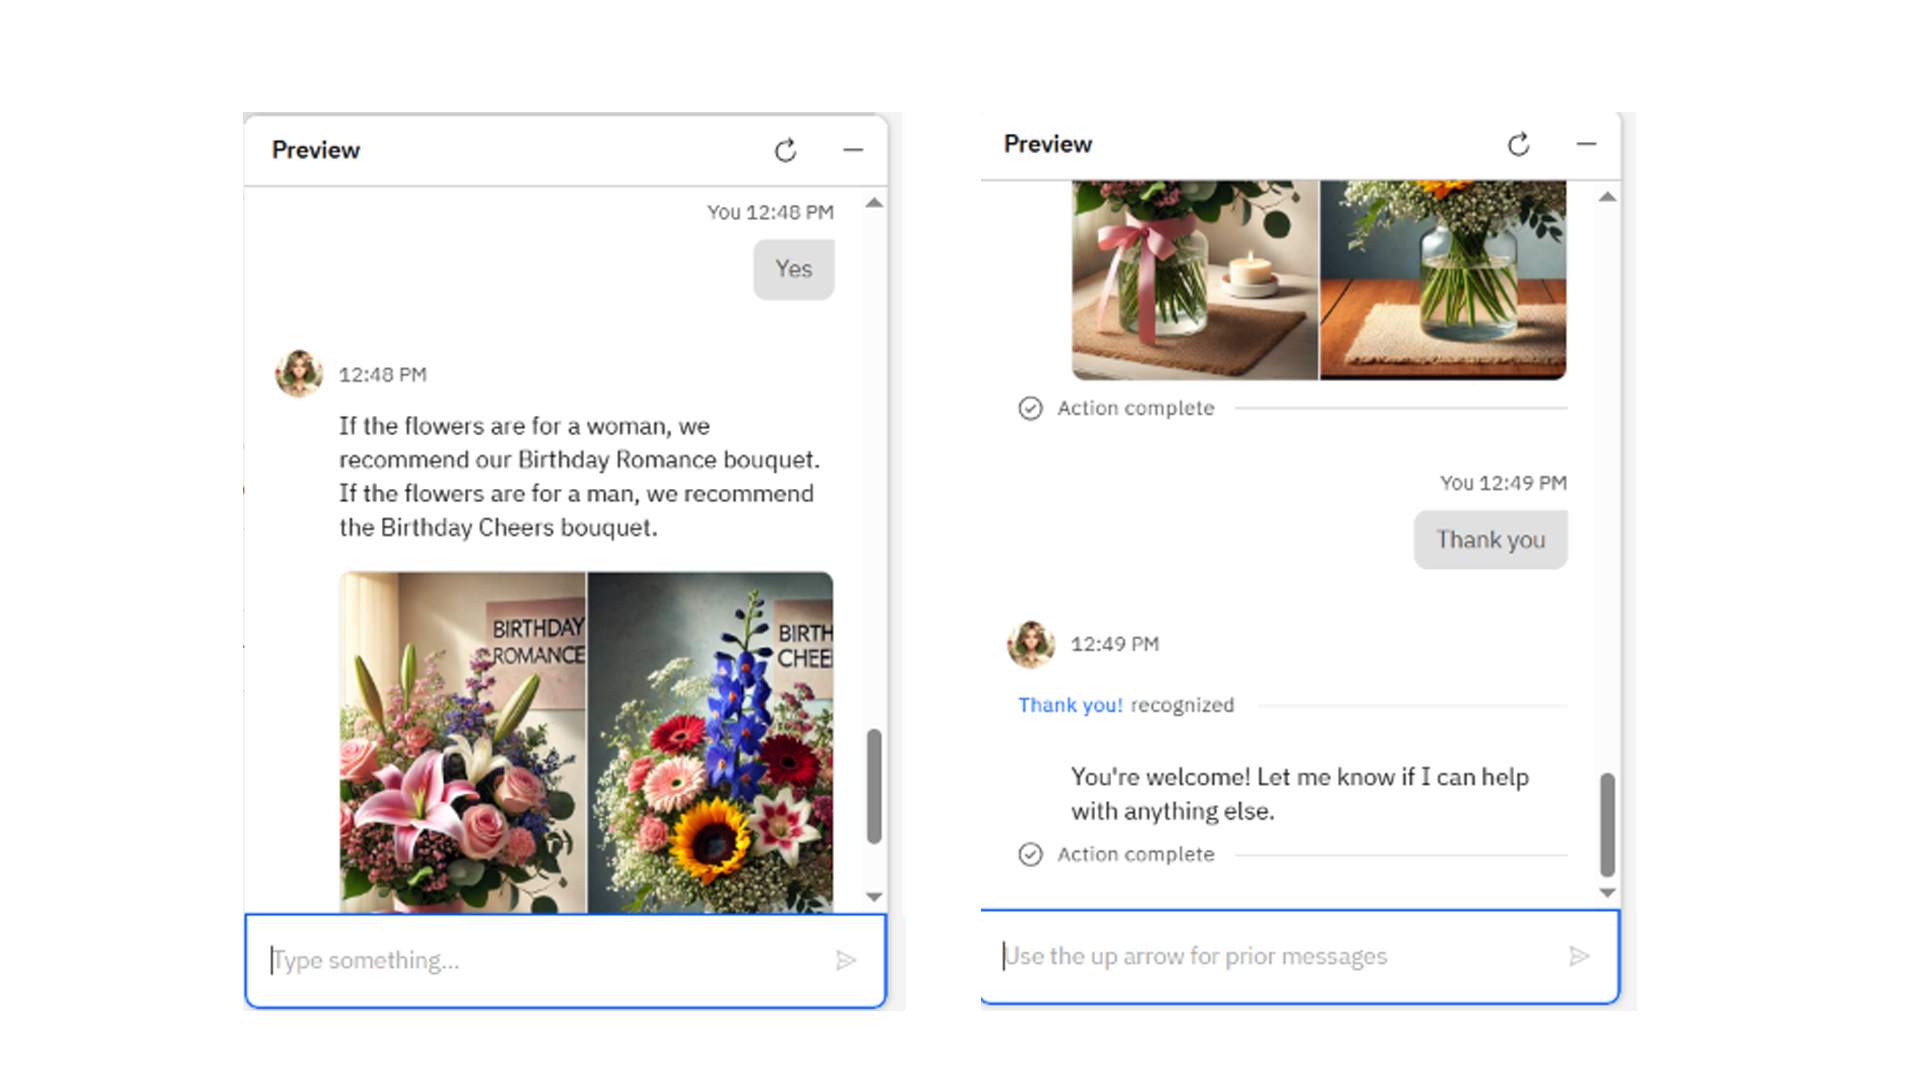 Preview
You 12:48 PM
Yes
12:48 PM
If the flowers are for a woman, we
recommend our Birthday Romance bouquet.
If the flowers are for a man, we recommend
the Birthday Cheers bouquet.
BIRTHDAY
ROMANCE
BIRTH
CHEE
Type something...
Preview
Action complete
You 12:49 PM
Thank you
12:49 PM
Thank you! recognized
You're welcome! Let me know if I can help
with anything else.
Action complete
Use the up arrow for prior messages